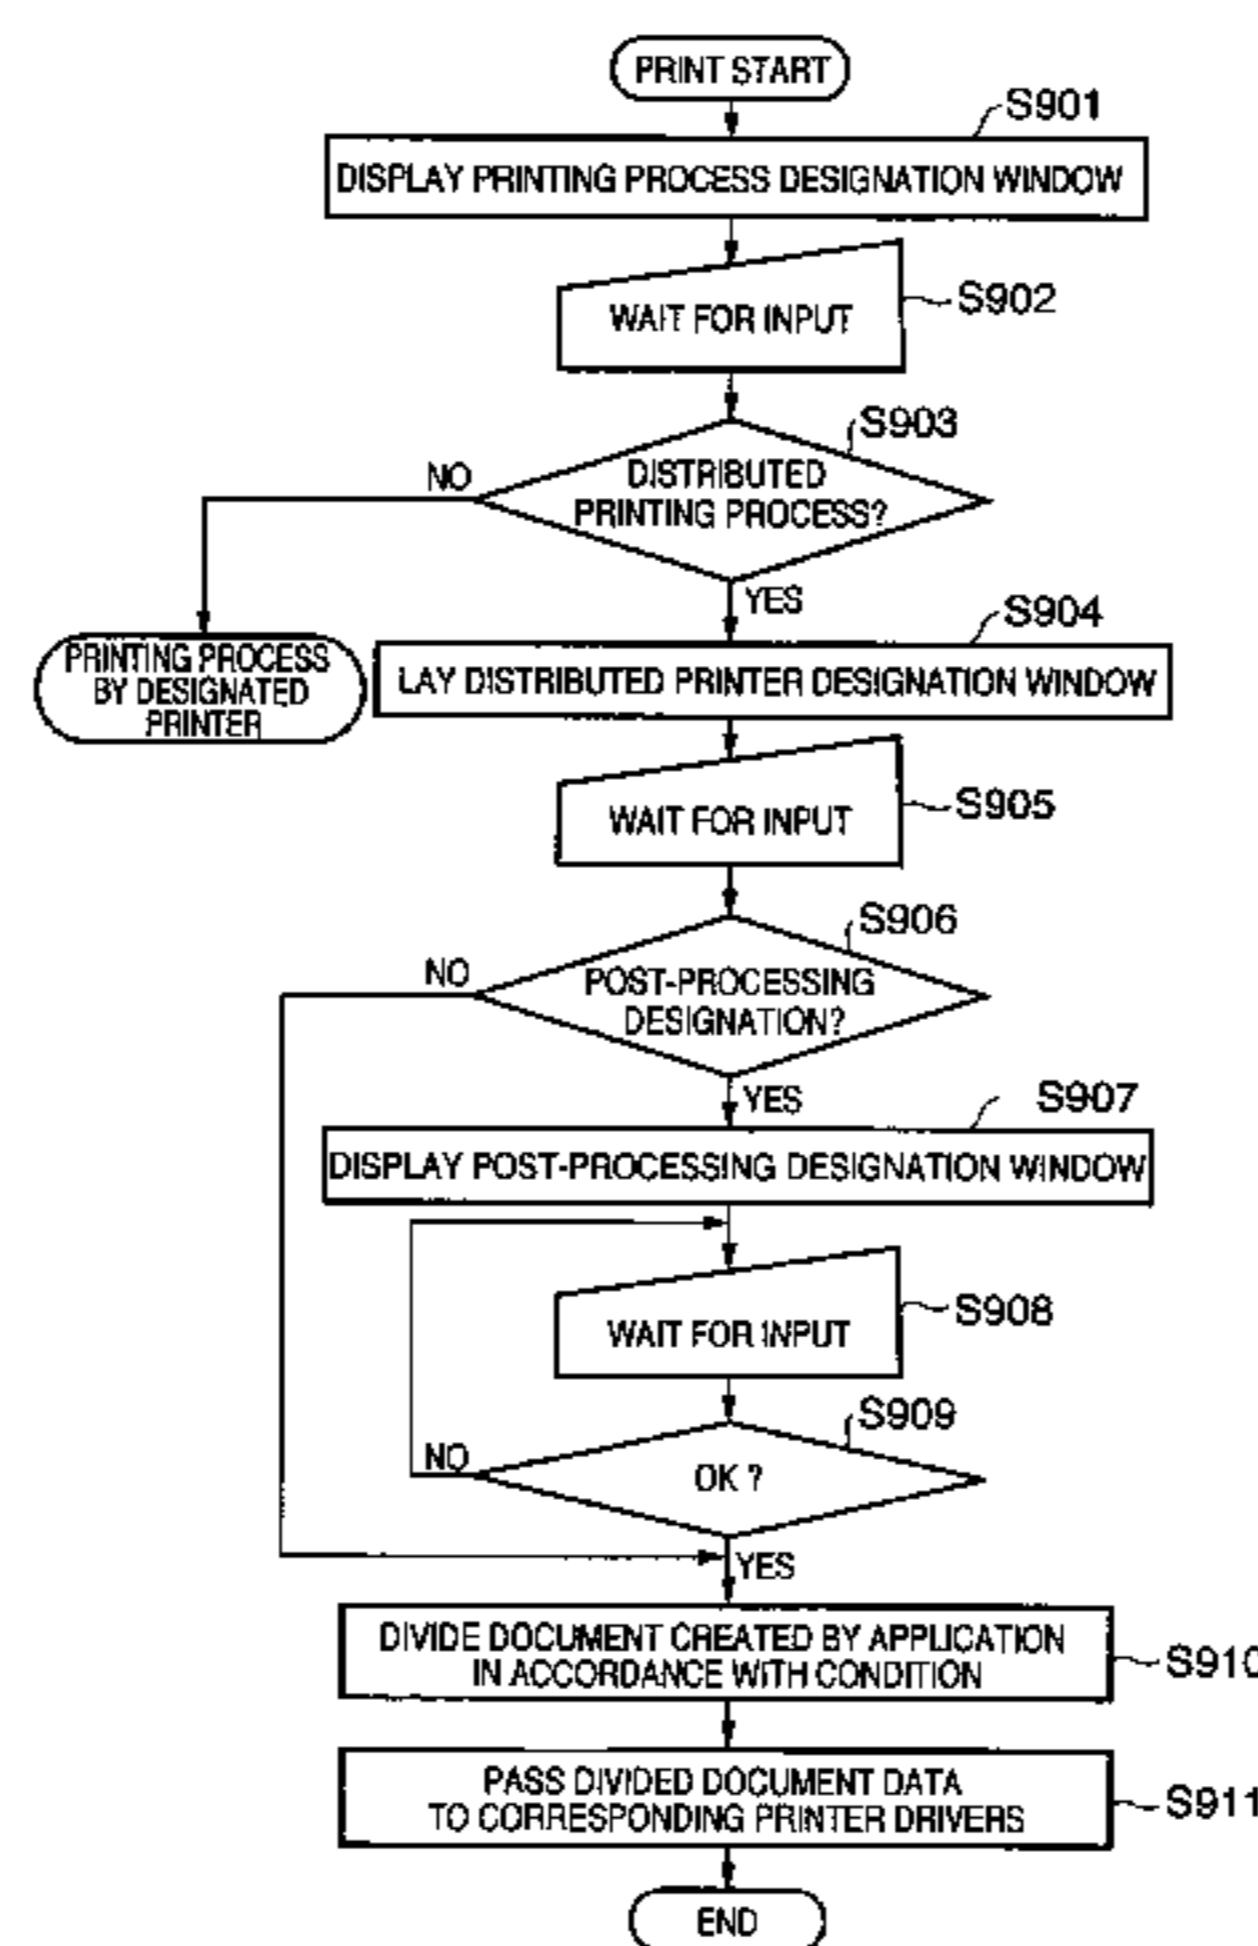 PRINT START
S901
DISPLAY PRINTING PROCESS DESIGNATION WINDOW
WAIT FOR INPUT
S902
S903
DISTRIBUTED
PRINTING PROCESS?
NO
YES
PRINTING PROCESS
BY DESIGNATED
PRINTER
S904
LAY DISTRIBUTED PRINTER DESIGNATION WINDOW
WAIT FOR INPUT
S905
S906
POST-PROCESSING
DESIGNATION?
NO
YES
S907
DISPLAY POST-PROCESSING DESIGNATION WINDOW
WAIT FOR INPUT
S908
S909
OK ?
NO
YES
DIVIDE DOCUMENT CREATED BY APPLICATION
IN ACCORDANCE WITH CONDITION
S910
PASS DIVIDED DOCUMENT DATA
TO CORRESPONDING PRINTER DRIVERS
S911
END